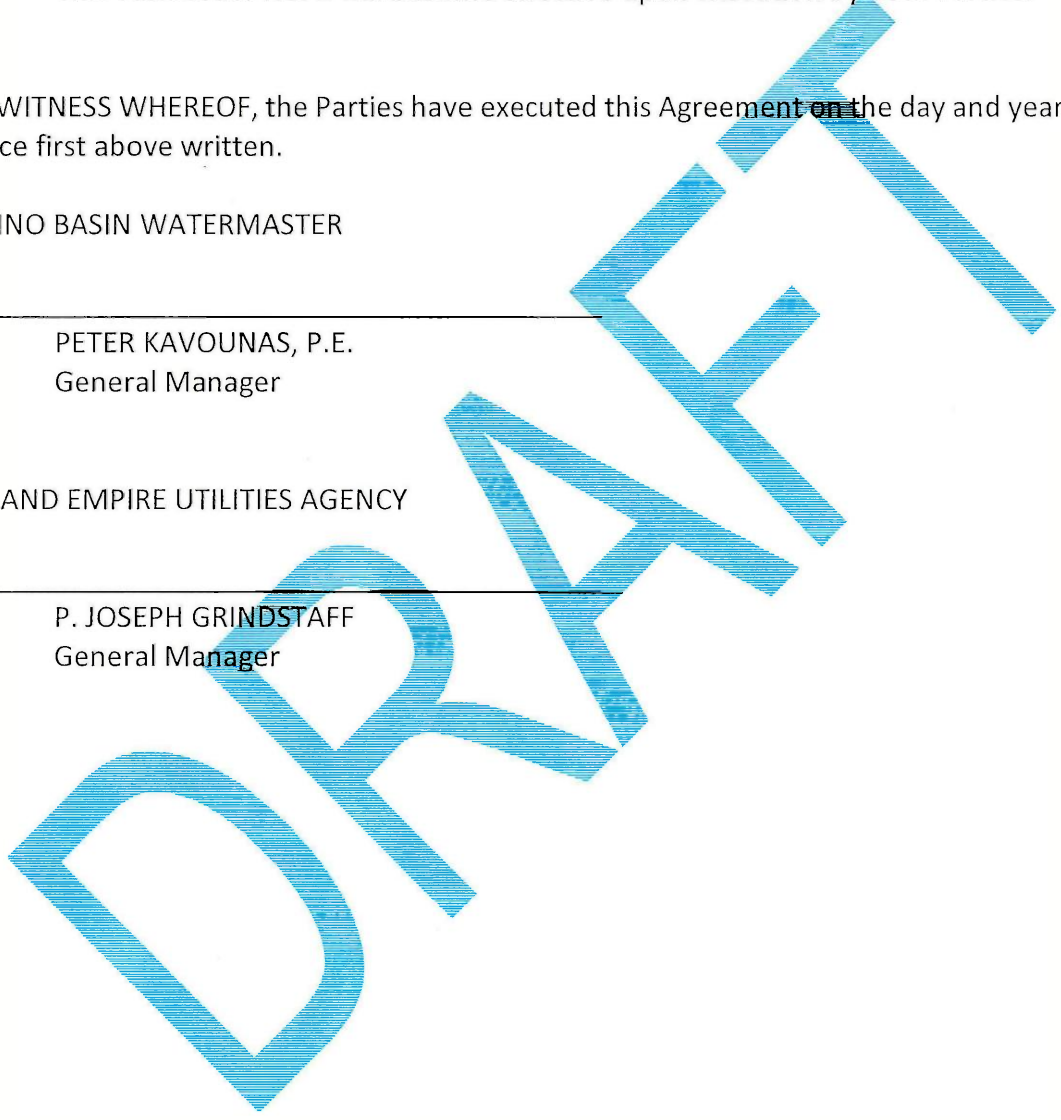 WITNESS WHEREOF, the Parties have executed this Agreement on the day and year
ce first above written.
INO BASIN WATERMASTER
PETER KAVOUNAS, P.E.
General Manager
AND EMPIRE UTILITIES AGENCY
P. JOSEPH GRINDSTAFF
General Manager
DRAFT